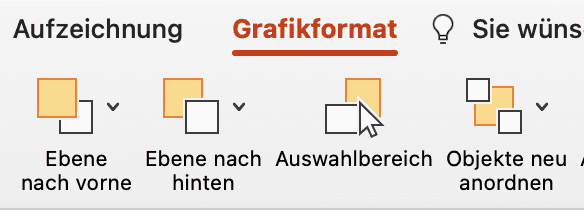 Aufzeichnung Grafikformat Sie wüns
Ebene nach vorne Ebene nach hinten Auswahlbereich Objekte neu anordnen